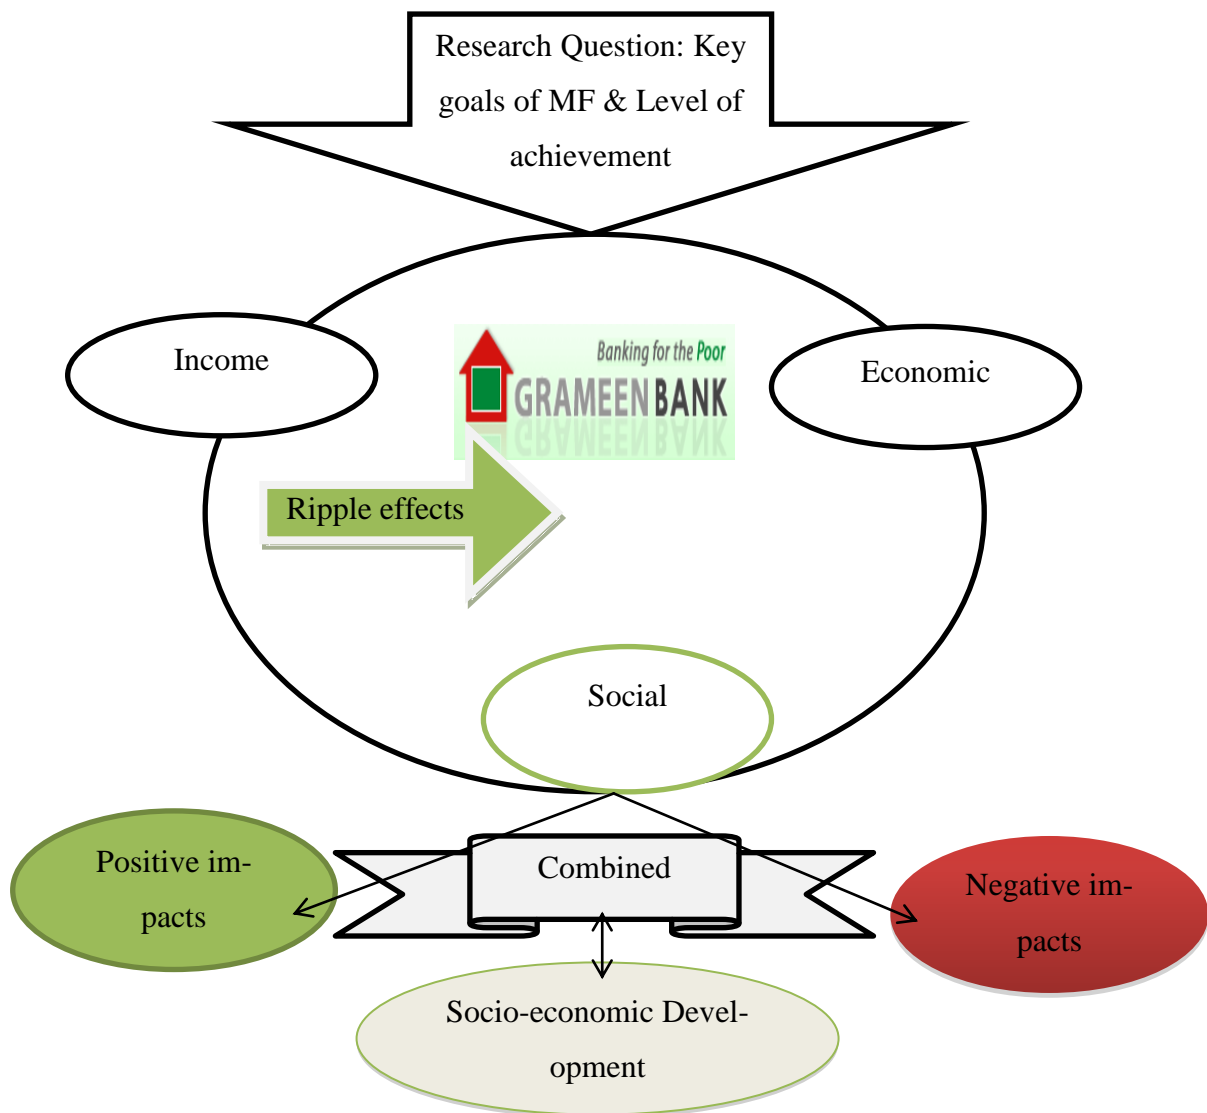 Research Question: Key
goals of MF & Level of
achievement
Income
Economic
Banking for the Poor
GRAMEEN BANK
Ripple effects
Social
Positive im-
pacts
Combined
Negative im-
pacts
Socio-economic Devel-
opment